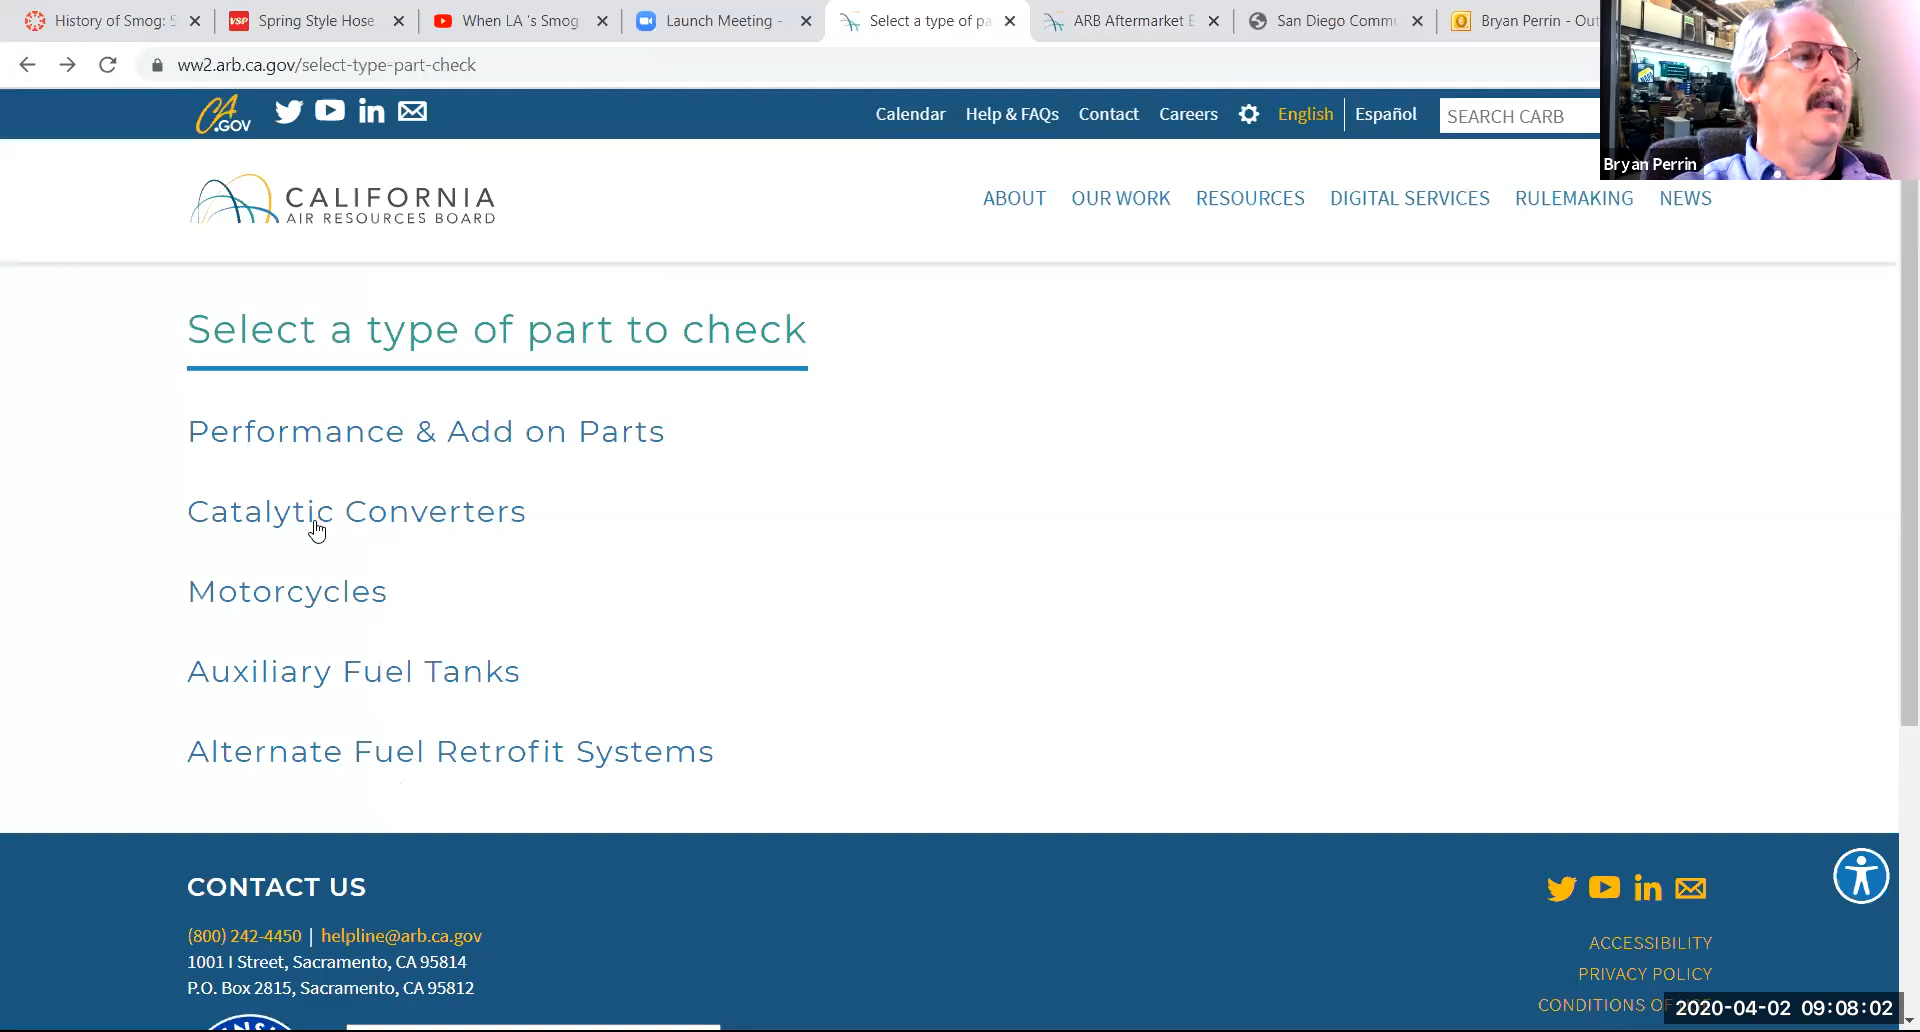 History of Smog: S
VSP
Spring Style Hose
When LA 's Smog
Launch Meeting -
Select a type of pa
ARB Aftermarket E
San Diego Commu
Bryan Perrin - Out
ww2.arb.ca.gov/select-type-part-check
CA.GOV
Calendar
Help & FAQs
Contact
Careers
English
Español
SEARCH CARB
Bryan Perrin
CALIFORNIA
AIR RESOURCES BOARD
ABOUT
OUR WORK
RESOURCES
DIGITAL SERVICES
RULEMAKING
NEWS
Select a type of part to check
Performance & Add on Parts
Catalytic Converters
Motorcycles
Auxiliary Fuel Tanks
Alternate Fuel Retrofit Systems
CONTACT US
(800) 242-4450 | helpline@arb.ca.gov
1001 I Street, Sacramento, CA 95814
P.O. Box 2815, Sacramento, CA 95812
ACCESSIBILITY
PRIVACY POLICY
CONDITIONS OF
2020-04-02 09:08:02